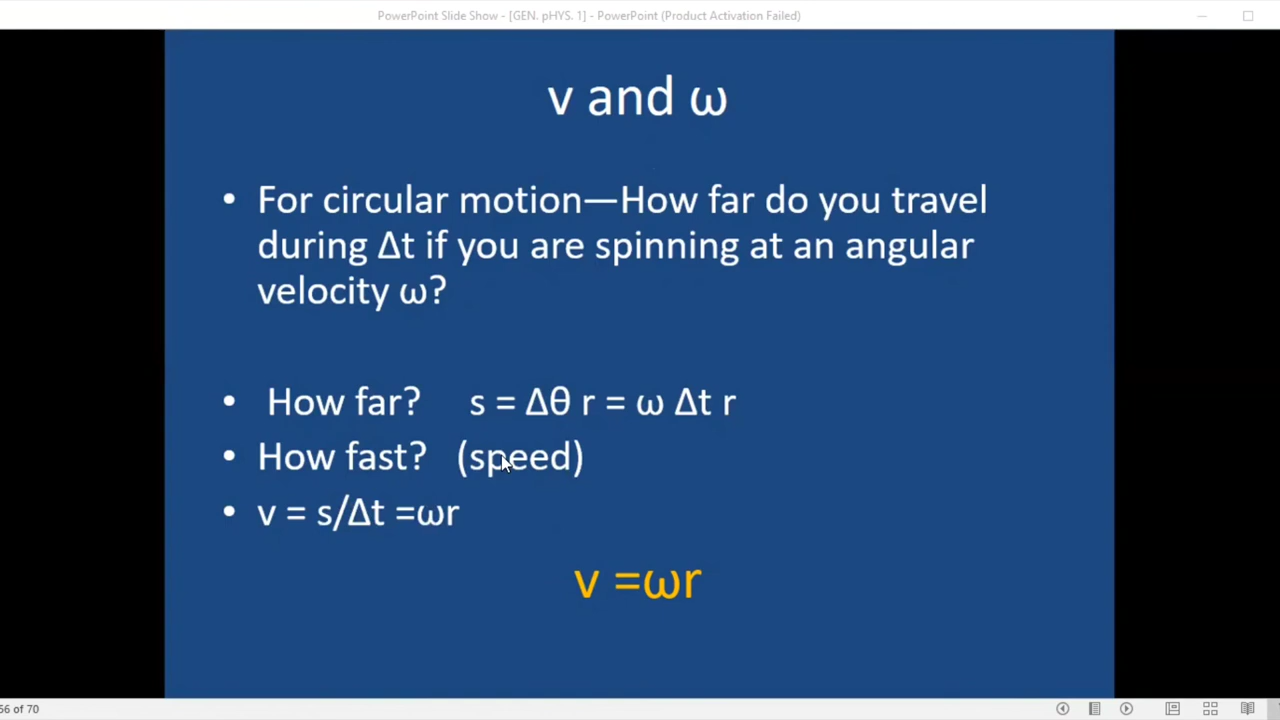 PowerPoint Slide Show - [GEN. pHYS. 1] - PowerPoint (Product Activation Failed)
v and ω
• For circular motion—How far do you travel
during Δt if you are spinning at an angular
velocity ω?
• How far? s = Δθ r = ω Δt r
• How fast? (speed)
• v = s/Δt =ωr
v =ωr
56 of 70